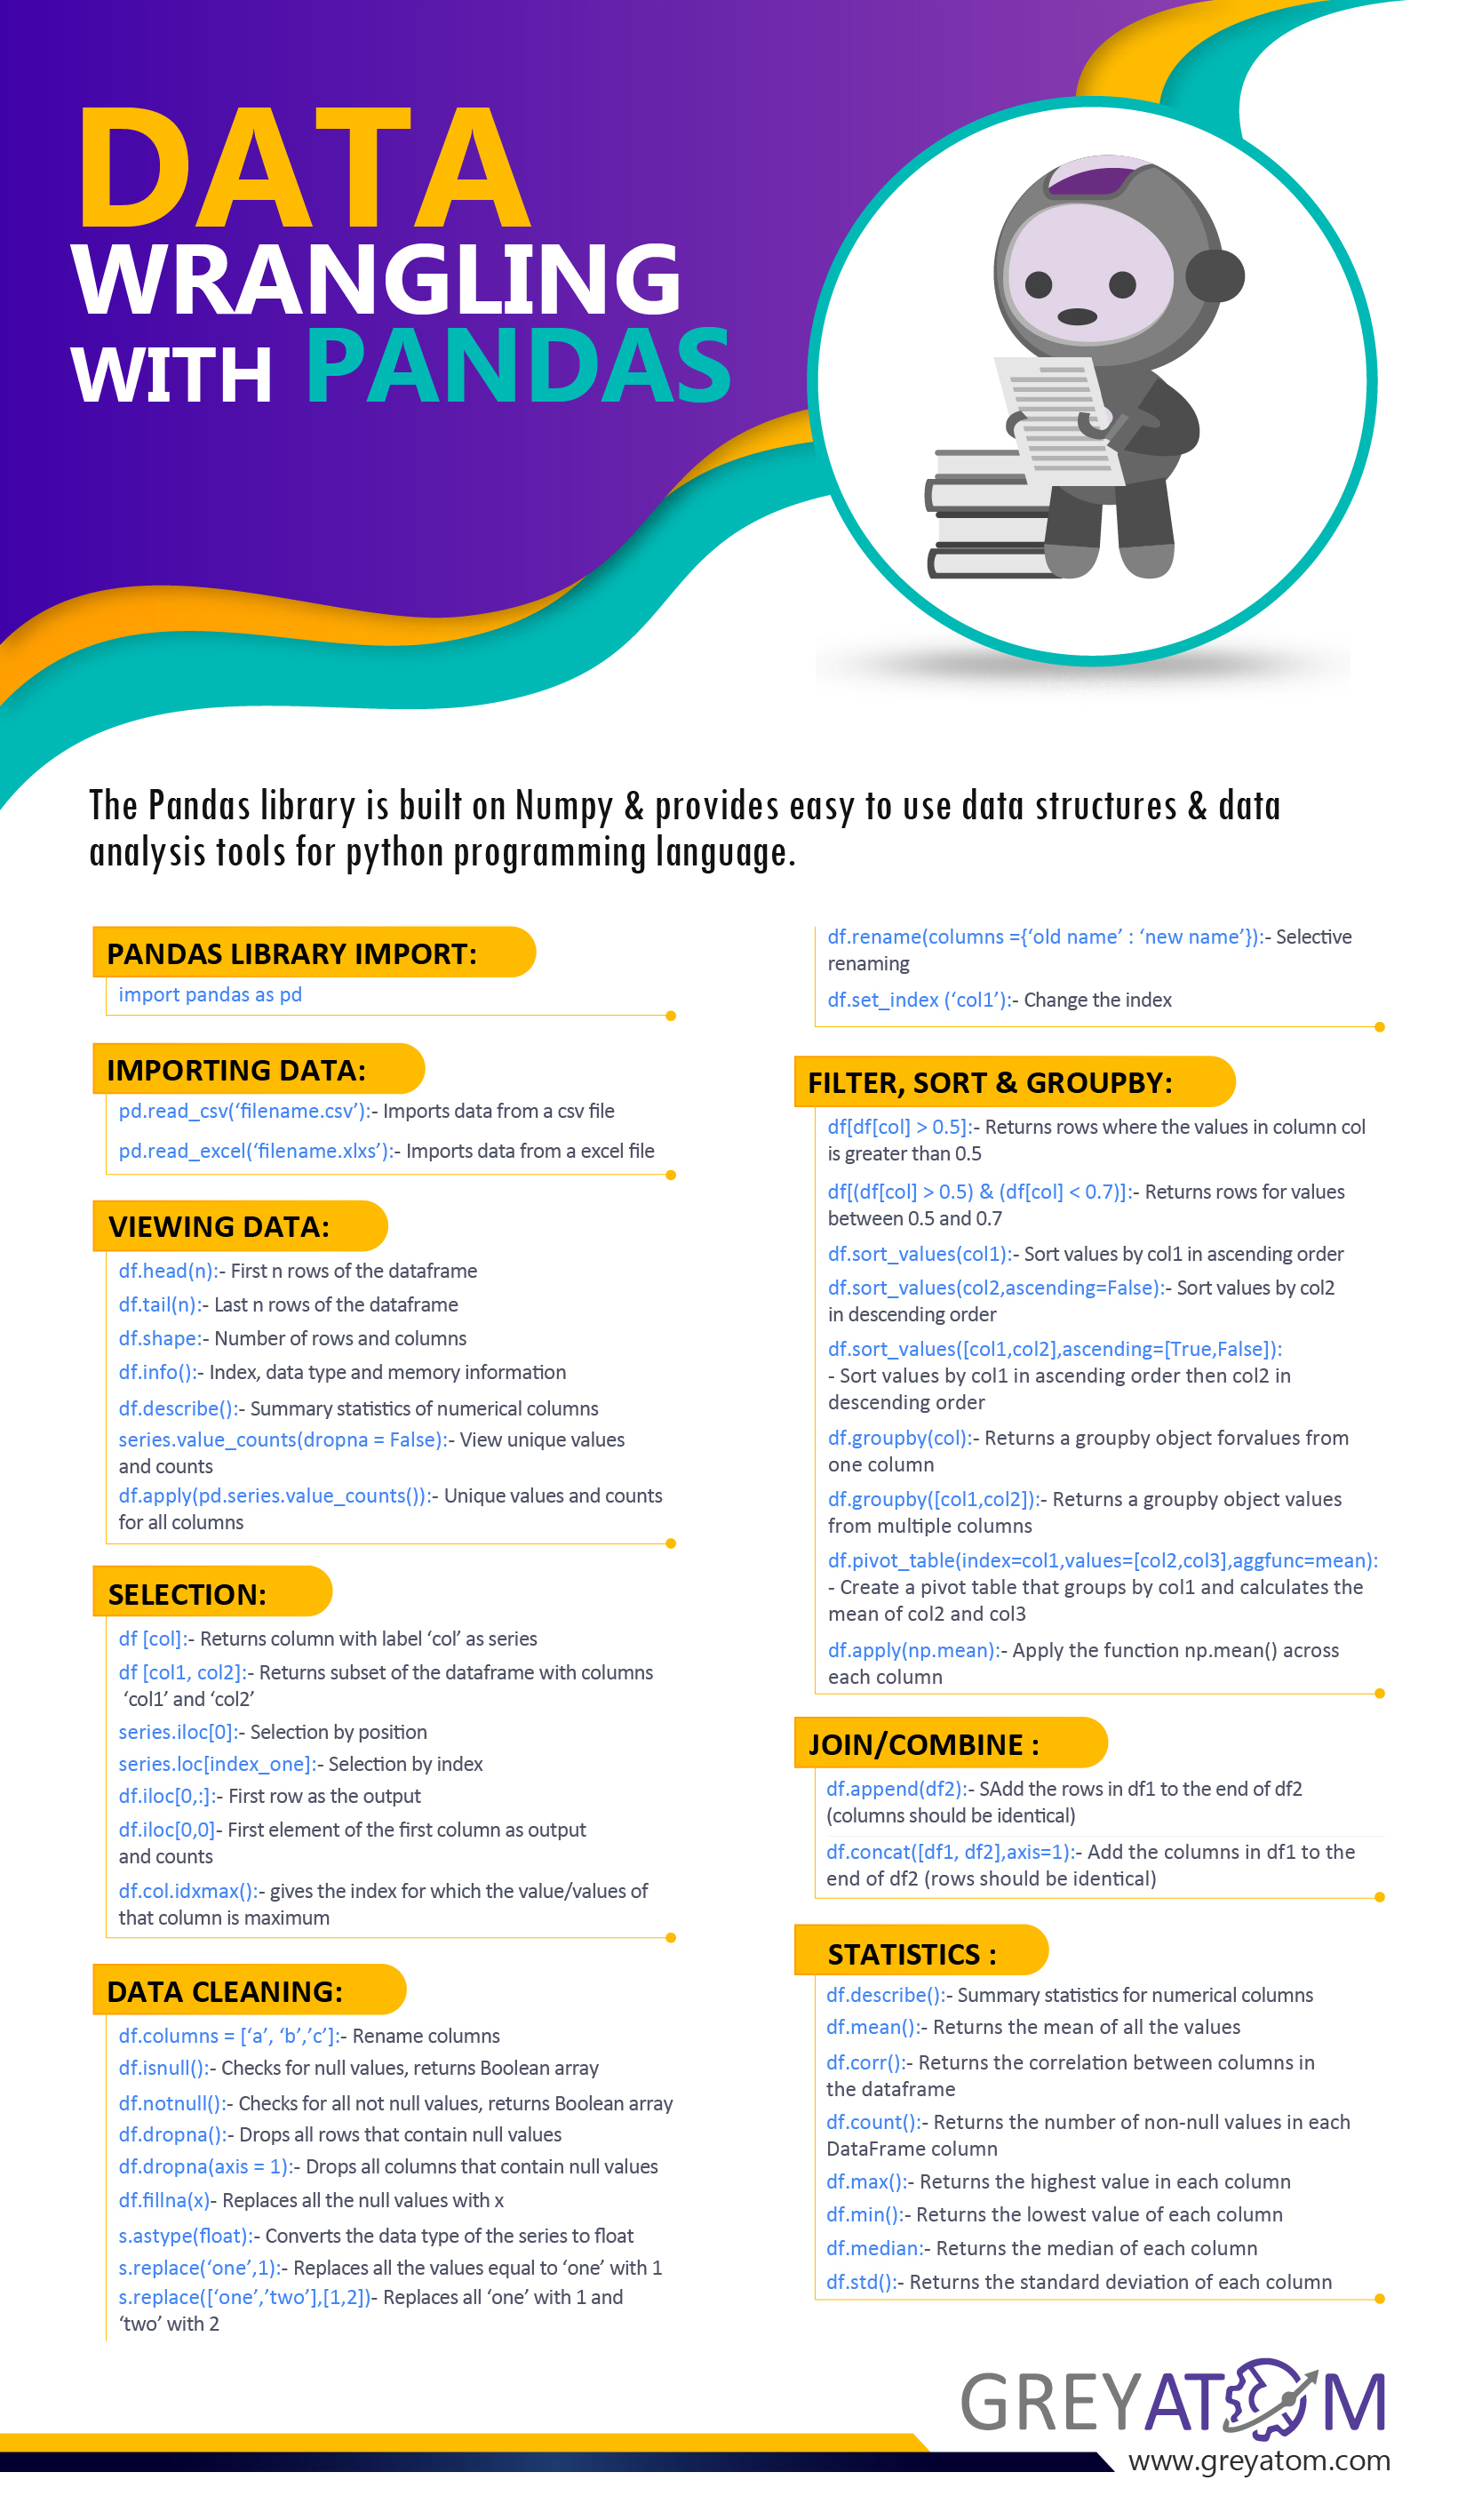 DATA
WRANGLING
WITH PANDAS
The Pandas library is built on Numpy & provides easy to use data structures & data
analysis tools for python programming language.
PANDAS LIBRARY IMPORT:
import pandas as pd
IMPORTING DATA:
pd.read_csv(‘filename.csv’):- Imports data from a csv file
pd.read_excel(‘filename.xlxs’):- Imports data from a excel file
VIEWING DATA:
df.head(n):- First n rows of the dataframe
df.tail(n):- Last n rows of the dataframe
df.shape:- Number of rows and columns
df.info():- Index, data type and memory information
df.describe():- Summary statistics of numerical columns
series.value_counts(dropna = False):- View unique values
and counts
df.apply(pd.series.value_counts()):- Unique values and counts
for all columns
SELECTION:
df [col]:- Returns column with label ‘col’ as series
df [col1, col2]:- Returns subset of the dataframe with columns
‘col1’ and ‘col2’
series.iloc[0]:- Selection by position
series.loc[index_one]:- Selection by index
df.iloc[0,:]:- First row as the output
df.iloc[0,0]- First element of the first column as output
and counts
df.col.idxmax():- gives the index for which the value/values of
that column is maximum
DATA CLEANING:
df.columns = [‘a’, ‘b’,’c’]:- Rename columns
df.isnull():- Checks for null values, returns Boolean array
df.notnull():- Checks for all not null values, returns Boolean array
df.dropna():- Drops all rows that contain null values
df.dropna(axis = 1):- Drops all columns that contain null values
df.fillna(x)- Replaces all the null values with x
s.astype(float):- Converts the data type of the series to float
s.replace(‘one’,1):- Replaces all the values equal to ‘one’ with 1
s.replace([‘one’,’two’],[1,2])- Replaces all ‘one’ with 1 and
‘two’ with 2
df.rename(columns ={‘old name’ : ‘new name’}):- Selective
renaming
df.set_index (‘col1’):- Change the index
FILTER, SORT & GROUPBY:
df[df[col] > 0.5]:- Returns rows where the values in column col
is greater than 0.5
df[(df[col] > 0.5) & (df[col] < 0.7)]:- Returns rows for values
between 0.5 and 0.7
df.sort_values(col1):- Sort values by col1 in ascending order
df.sort_values(col2,ascending=False):- Sort values by col2
in descending order
df.sort_values([col1,col2],ascending=[True,False]):
- Sort values by col1 in ascending order then col2 in
descending order
df.groupby(col):- Returns a groupby object forvalues from
one column
df.groupby([col1,col2]):- Returns a groupby object values
from multiple columns
df.pivot_table(index=col1,values=[col2,col3],aggfunc=mean):
- Create a pivot table that groups by col1 and calculates the
mean of col2 and col3
df.apply(np.mean):- Apply the function np.mean() across
each column
JOIN/COMBINE :
df.append(df2):- SAdd the rows in df1 to the end of df2
(columns should be identical)
df.concat([df1, df2],axis=1):- Add the columns in df1 to the
end of df2 (rows should be identical)
STATISTICS :
df.describe():- Summary statistics for numerical columns
df.mean():- Returns the mean of all the values
df.corr():- Returns the correlation between columns in
the dataframe
df.count():- Returns the number of non-null values in each
DataFrame column
df.max():- Returns the highest value in each column
df.min():- Returns the lowest value of each column
df.median:- Returns the median of each column
df.std():- Returns the standard deviation of each column
GREYATOM
www.greyatom.com